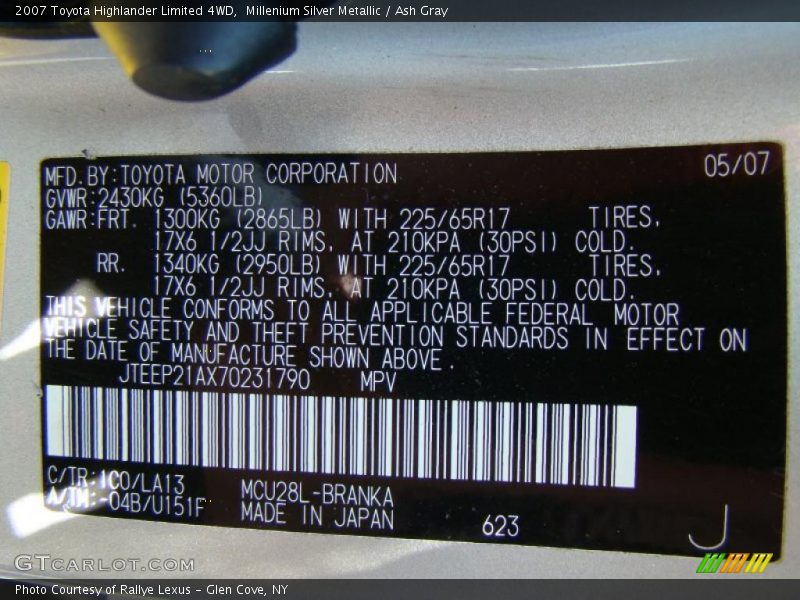 2007 Toyota Highlander Limited 4WD, Millenium Silver Metallic / Ash Gray
05/07
MFD.BY:TOYOTA MOTOR CORPORATION
GVWR:2430KG (5360LB)
GAWR:FRT. 1300KG (2865LB) WITH 225/65R17 TIRES,
17X6 1/2JJ RIMS, AT 210KPA (30PSI) COLD.
RR. 1340KG (2950LB) WITH 225/65R17 TIRES,
17X6 1/2JJ RIMS, AT 210KPA (30PSI) COLD.
THIS VEHICLE CONFORMS TO ALL APPLICABLE FEDERAL MOTOR
VEHICLE SAFETY AND THEFT PREVENTION STANDARDS IN EFFECT ON
THE DATE OF MANUFACTURE SHOWN ABOVE.
JTEEP21AX70231790 MPV
C/TR:1C0/LA13 MCU28L-BRANKA
A/TM:-04B/U151F MADE IN JAPAN 623 J
GTCARLOT.COM
Photo Courtesy of Rallye Lexus - Glen Cove, NY